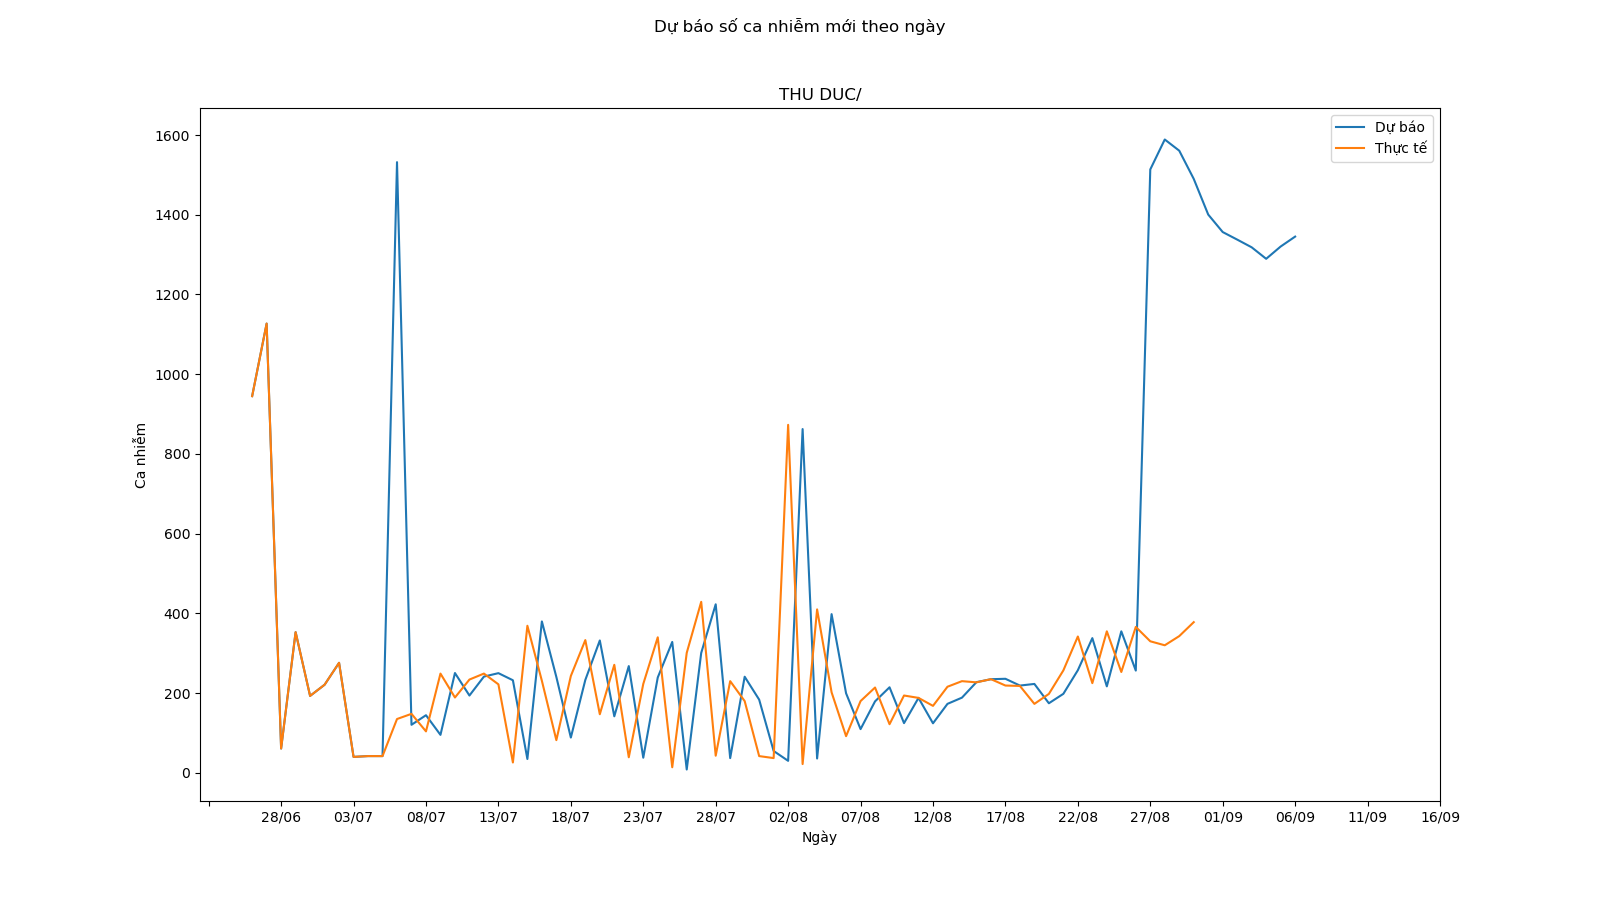 Dự báo số ca nhiễm mới theo ngày
THU DUC/
Dự báo
Thực tế
1600
1400
1200
1000
800
600
400
200
0
Ca nhiễm
28/06 03/07 08/07 13/07 18/07 23/07 28/07 02/08 07/08 12/08 17/08 22/08 27/08 01/09 06/09 11/09 16/09
Ngày